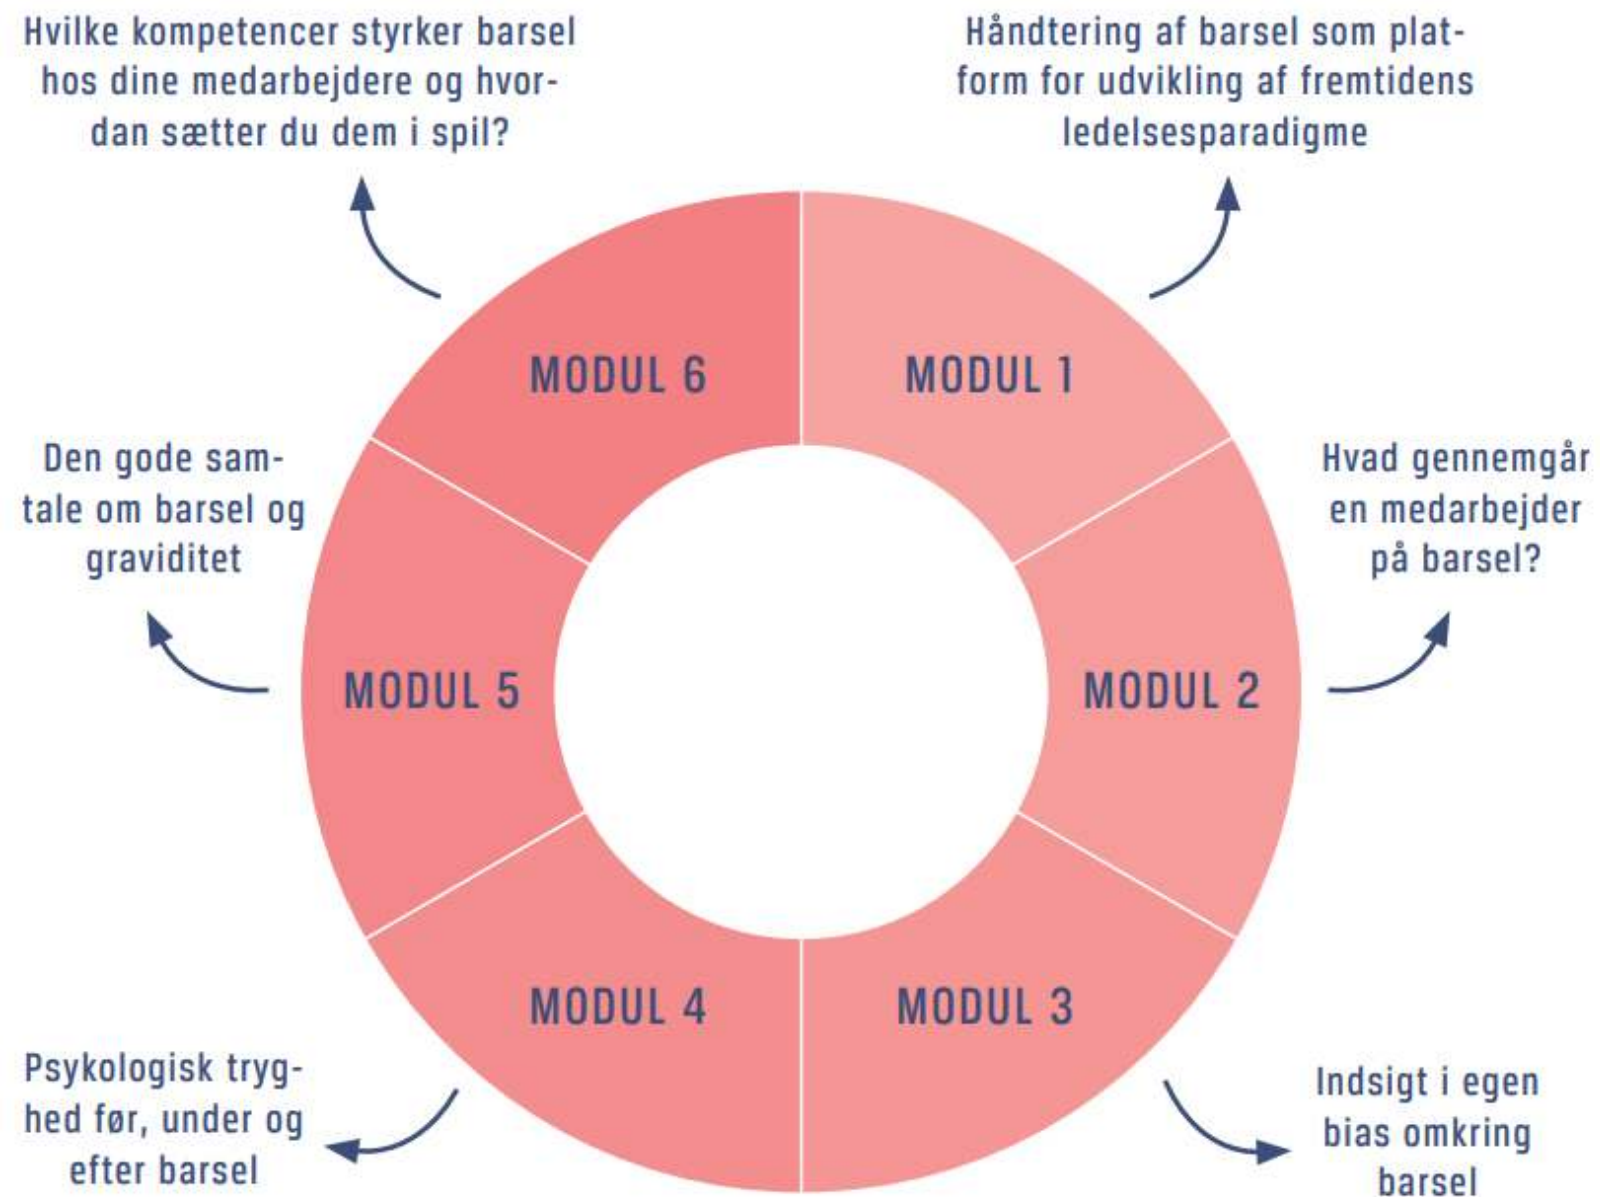 Hvilke kompetencer styrker barsel
hos dine medarbejdere og hvor-
dan sætter du dem i spil?
Håndtering af barsel som plat-
form for udvikling af fremtidens
ledelsesparadigme
MODUL 6
MODUL 1
Den gode sam-
tale om barsel og
graviditet
Hvad gennemgår
en medarbejder
på barsel?
MODUL 5
MODUL 2
MODUL 4
MODUL 3
Psykologisk tryg-
hed før, under og
efter barsel
Indsigt i egen
bias omkring
barsel